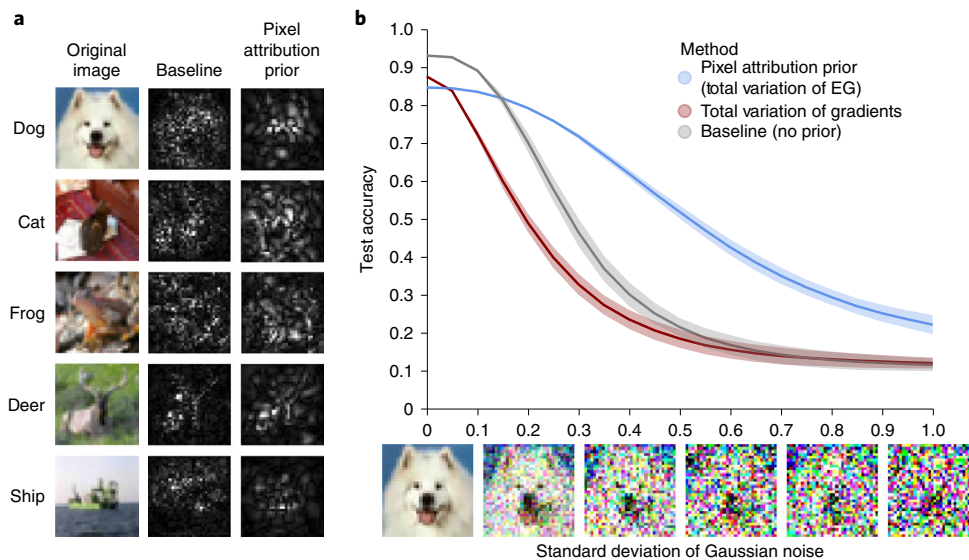 a
Original
image
Baseline
Pixel
attribution
prior
Dog
Cat
Frog
Deer
Ship
b
1.0
0.9
0.8
0.7
0.6
0.5
0.4
0.3
0.2
0.1
0
Test accuracy
Method
Pixel attribution prior
(total variation of EG)
Total variation of gradients
Baseline (no prior)
0 0.1 0.2 0.3 0.4 0.5 0.6 0.7 0.8 0.9 1.0
Standard deviation of Gaussian noise